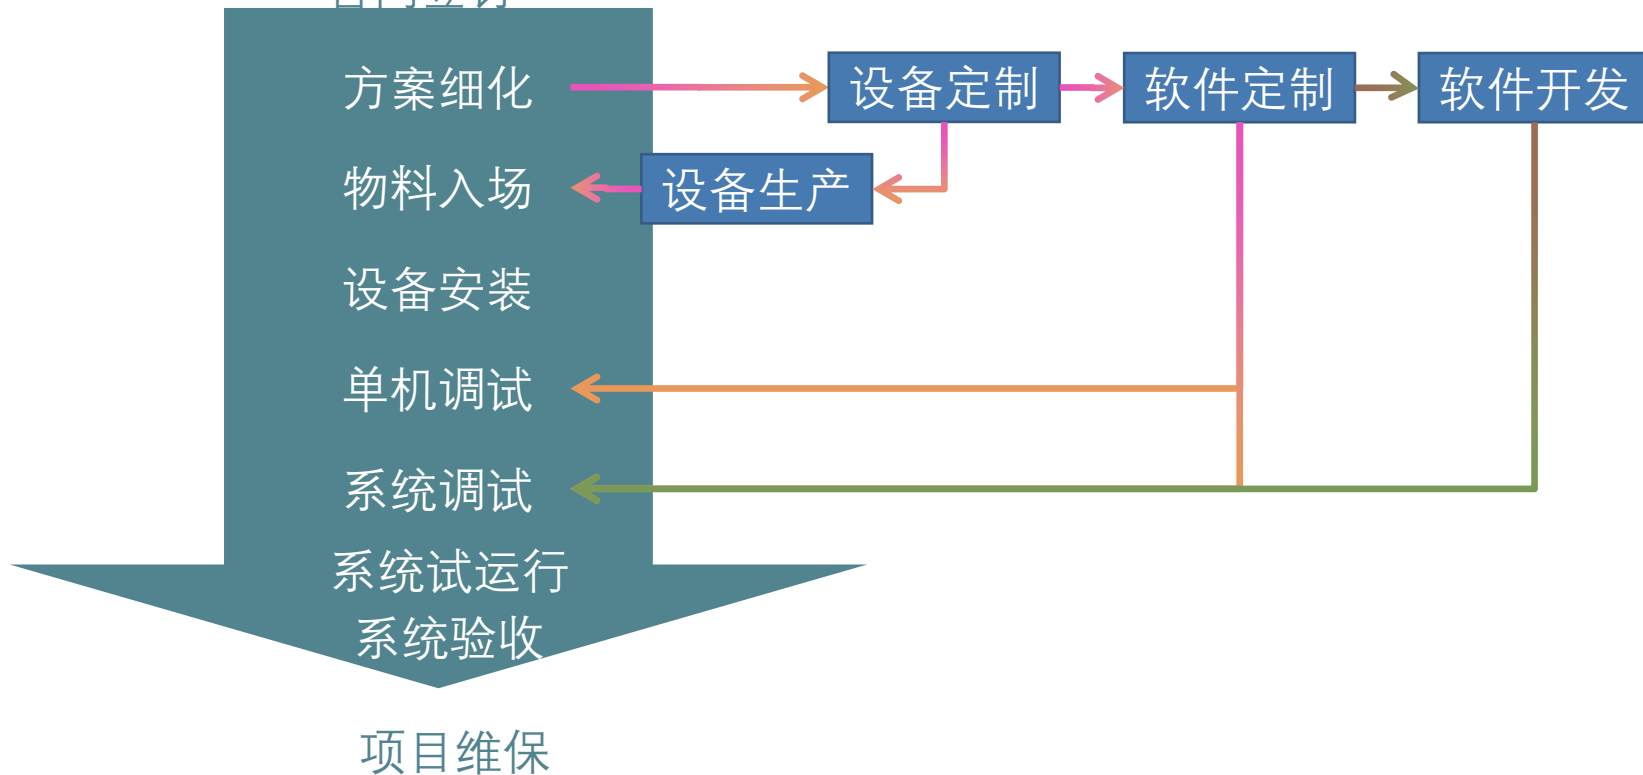 方案细化
设备定制
软件定制
软件开发
物料入场
设备生产
设备安装
单机调试
系统调试
系统试运行
系统验收
项目维保